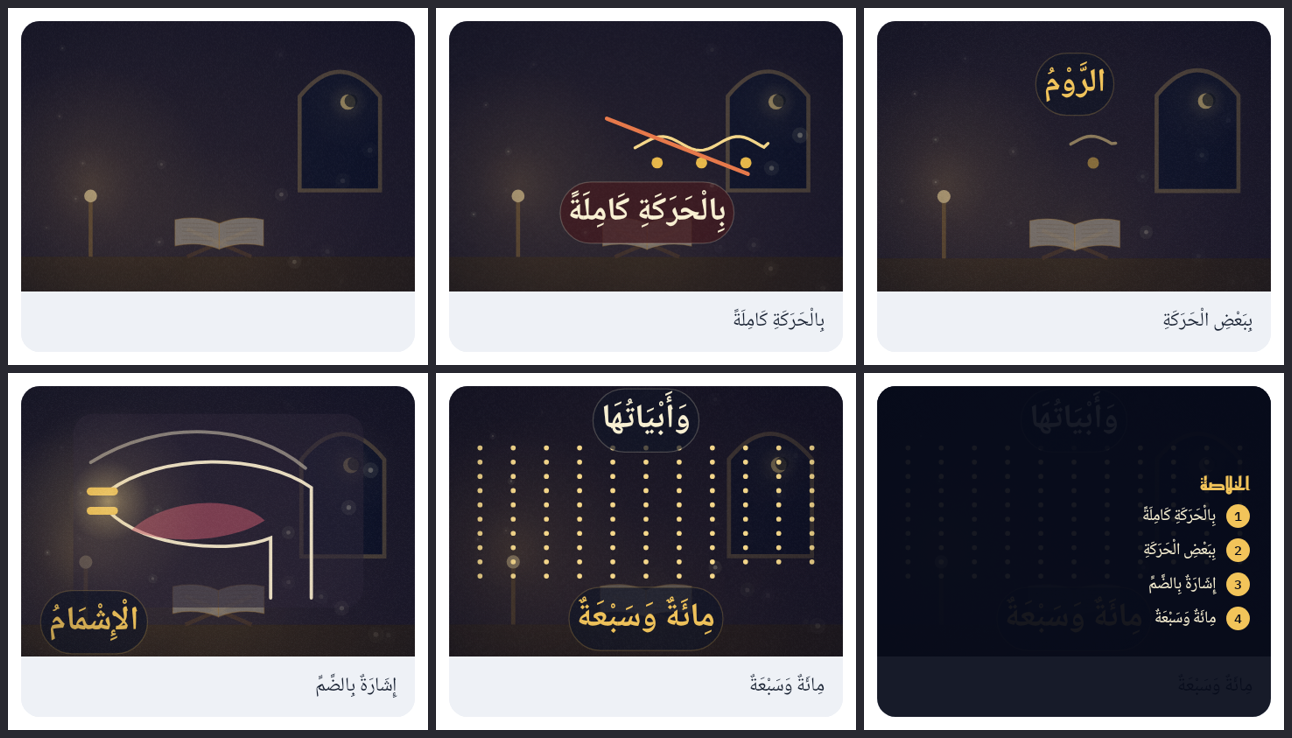 بِالْحَرَكَةِ كَامِلَةً
بِالْحَرَكَةِ كَامِلَةً
الرَّوْمُ
بِبَعْضِ الْحَرَكَةِ
الْإِشْمَامُ
إِشَارَةٌ بِالضَّمِّ
وَأَبْيَاتُهَا
مِائَةٌ وَسَبْعَةٌ
مِائَةٌ وَسَبْعَةٌ
وَأَبْيَاتُهَا
الخلاصة
1 بِالْحَرَكَةِ كَامِلَةً
2 بِبَعْضِ الْحَرَكَةِ
3 إِشَارَةٌ بِالضَّمِّ
4 مِائَةٌ وَسَبْعَةٌ
مِائَةٌ وَسَبْعَةٌ
مِائَةٌ وَسَبْعَةٌ